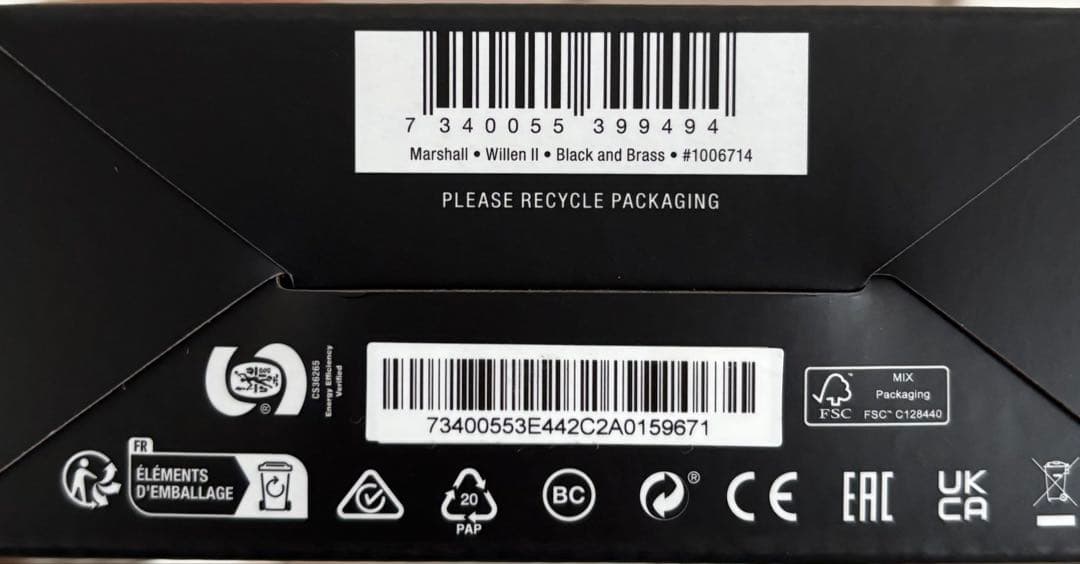 7 340055 399494
Marshall • Willen II • Black and Brass • #1006714
PLEASE RECYCLE PACKAGING
CS36265
Energy Efficiency
Verified
®
73400553E442C2A0159671
MIX
Packaging
FSC
FSC™ C128440
FR
ÉLÉMENTS
D'EMBALLAGE
20
PAP
BC
®
CE
EAC
UK
CA